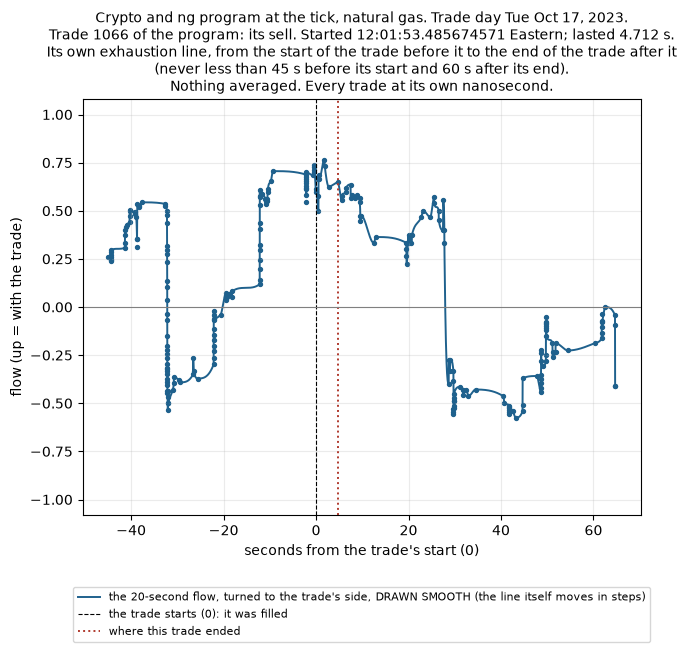 Crypto and ng program at the tick, natural gas. Trade day Tue Oct 17, 2023.
Trade 1066 of the program: its sell. Started 12:01:53.485674571 Eastern; lasted 4.712 s.
Its own exhaustion line, from the start of the trade before it to the end of the trade after it
(never less than 45 s before its start and 60 s after its end).
Nothing averaged. Every trade at its own nanosecond.
1.00
0.75
0.50
0.25
0.00
−0.25
−0.50
−0.75
−1.00
flow (up = with the trade)
−40
−20
0
20
40
60
seconds from the trade's start (0)
the 20-second flow, turned to the trade's side, DRAWN SMOOTH (the line itself moves in steps)
the trade starts (0): it was filled
where this trade ended